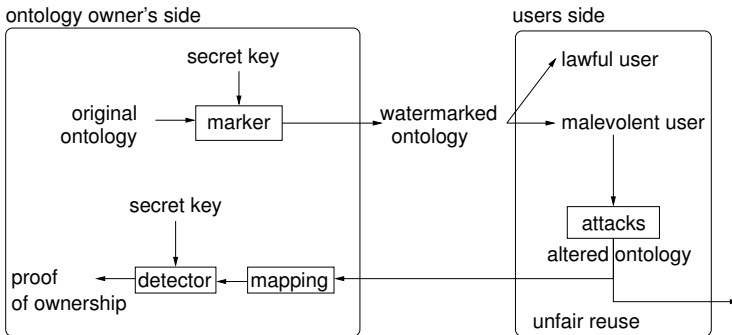 ontology owner's side
users side
secret key
lawful user
original
ontology
marker
watermarked
ontology
malevolent user
secret key
attacks
altered ontology
proof
of ownership
detector
mapping
unfair reuse